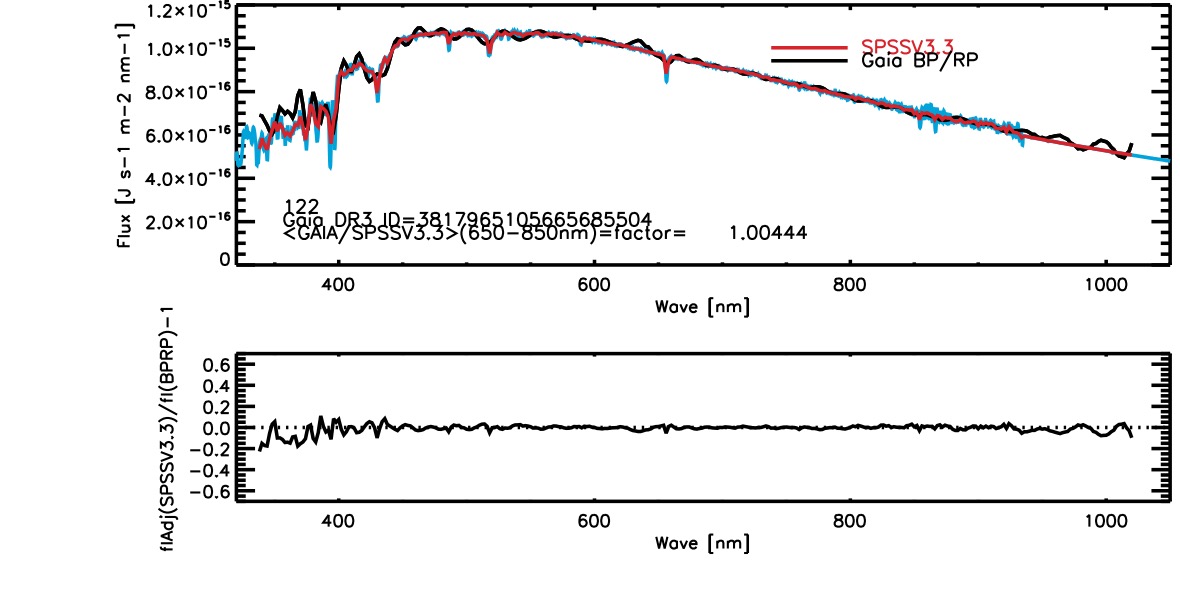 1.2×10−15
1.0×10−15
8.0×10−16
6.0×10−16
4.0×10−16
2.0×10−16
0
Flux [J s−1 m−2 nm−1]
SPSSV3.3
Gaia BP/RP
122
Gaia DR3 ID=3817965105665685504
<GAIA/SPSSV3.3>(650−850nm)=factor= 1.00444
400 600 800 1000
Wave [nm]
0.6
0.4
0.2
0.0
−0.2
−0.4
−0.6
flAdj(SPSSV3.3)/fl(BPRP)−1
400 600 800 1000
Wave [nm]